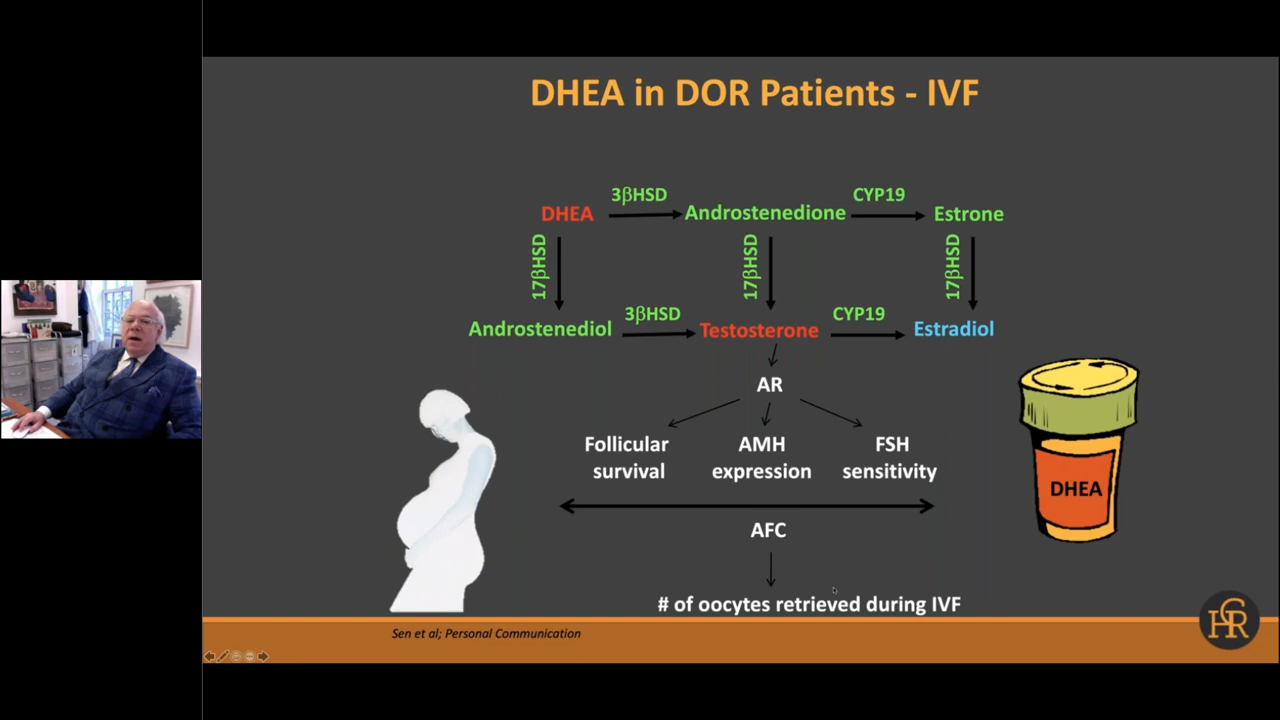 DHEA in DOR Patients - IVF
3βHSD
CYP19
DHEA
Androstenedione
Estrone
17βHSD
17βHSD
17βHSD
3βHSD
CYP19
Androstenediol
Testosterone
Estradiol
AR
Follicular
survival
AMH
expression
FSH
sensitivity
DHEA
AFC
# of oocytes retrieved during IVF
CHR
Sen et al; Personal Communication